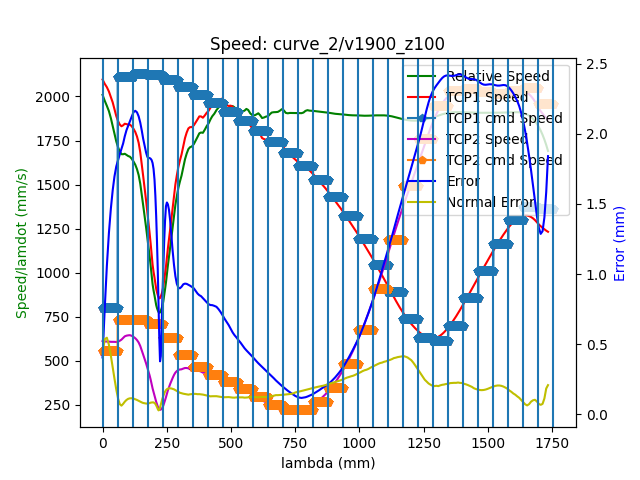 Speed: curve_2/v1900_z100
Relative Speed
TCP1 Speed
TCP1 cmd Speed
TCP2 Speed
TCP2 cmd Speed
Error
Normal Error
Speed/lamdot (mm/s)
2000
1750
1500
1250
1000
750
500
250
2.5
2.0
1.5
1.0
0.5
0.0
Error (mm)
0 250 500 750 1000 1250 1500 1750
lambda (mm)